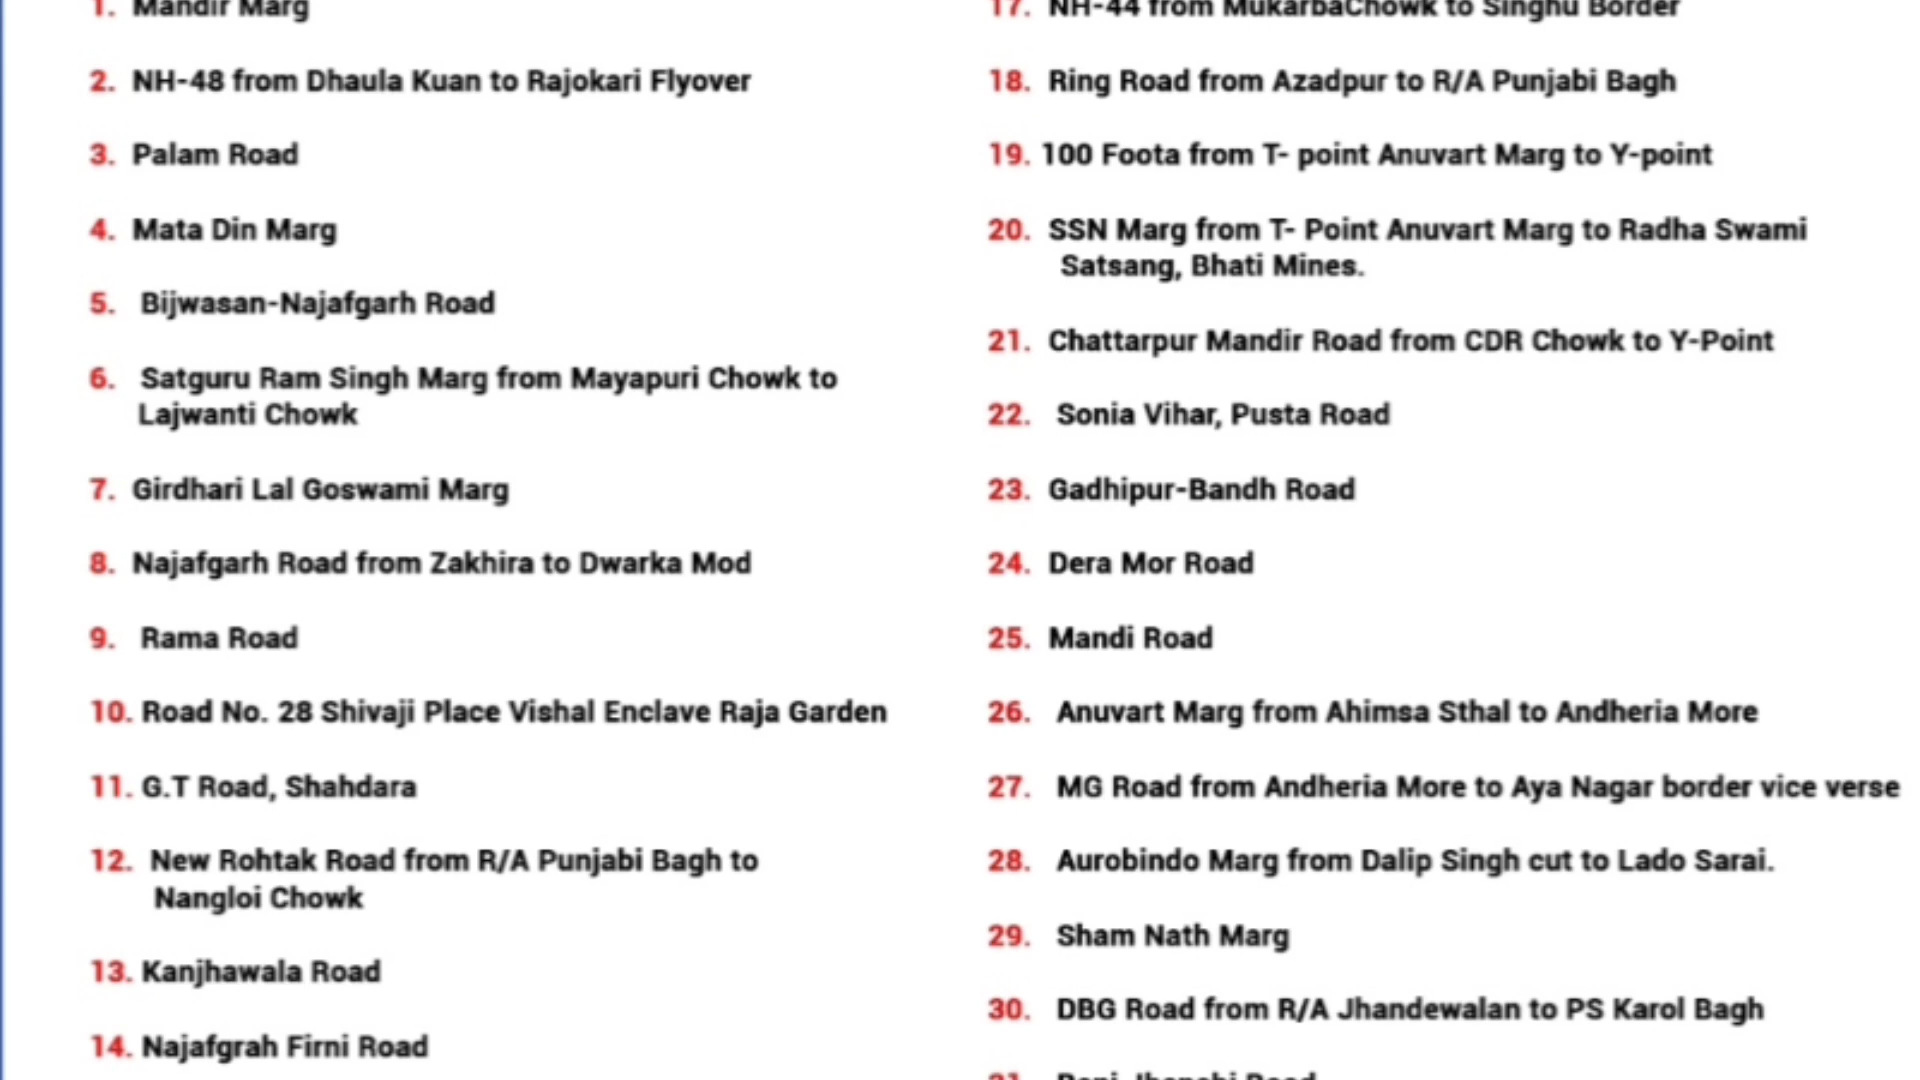 1. Mandir Marg
2. NH-48 from Dhaula Kuan to Rajokari Flyover
3. Palam Road
4. Mata Din Marg
5. Bijwasan-Najafgarh Road
6. Satguru Ram Singh Marg from Mayapuri Chowk to
Lajwanti Chowk
7. Girdhari Lal Goswami Marg
8. Najafgarh Road from Zakhira to Dwarka Mod
9. Rama Road
10. Road No. 28 Shivaji Place Vishal Enclave Raja Garden
11. G.T Road, Shahdara
12. New Rohtak Road from R/A Punjabi Bagh to
Nangloi Chowk
13. Kanjhawala Road
14. Najafgrah Firni Road
17. NH-44 from MukarbaChowk to Singhu Border
18. Ring Road from Azadpur to R/A Punjabi Bagh
19. 100 Foota from T- point Anuvart Marg to Y-point
20. SSN Marg from T- Point Anuvart Marg to Radha Swami
Satsang, Bhati Mines.
21. Chattarpur Mandir Road from CDR Chowk to Y-Point
22. Sonia Vihar, Pusta Road
23. Gadhipur-Bandh Road
24. Dera Mor Road
25. Mandi Road
26. Anuvart Marg from Ahimsa Sthal to Andheria More
27. MG Road from Andheria More to Aya Nagar border vice verse
28. Aurobindo Marg from Dalip Singh cut to Lado Sarai.
29. Sham Nath Marg
30. DBG Road from R/A Jhandewalan to PS Karol Bagh